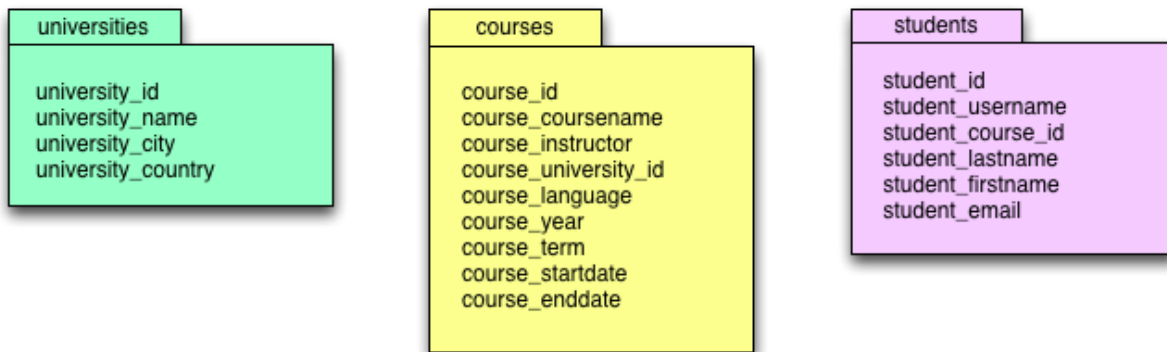 universities
university_id
university_name
university_city
university_country
courses
course_id
course_coursename
course_instructor
course_university_id
course_language
course_year
course_term
course_startdate
course_enddate
students
student_id
student_username
student_course_id
student_lastname
student_firstname
student_email